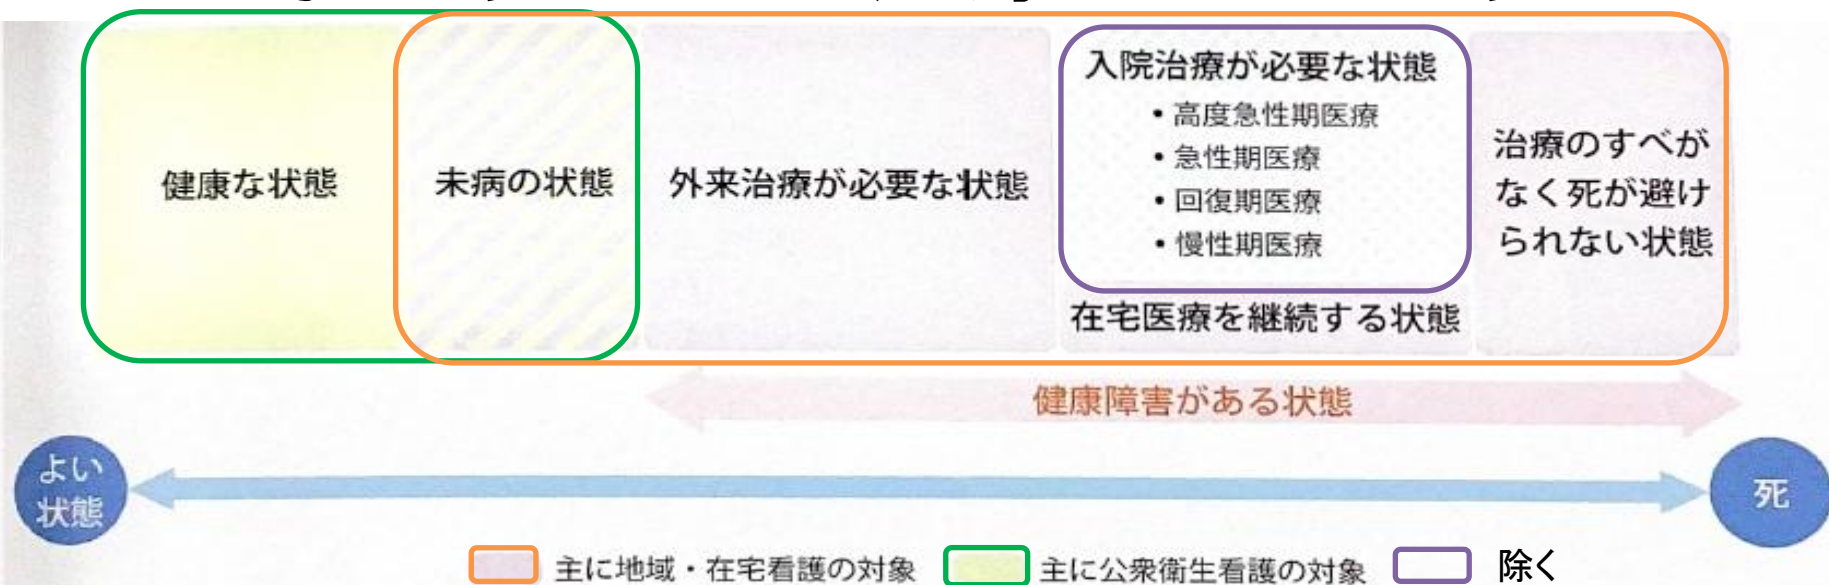 健康な状態
未病の状態
外来治療が必要な状態
入院治療が必要な状態
・高度急性期医療
・急性期医療
・回復期医療
・慢性期医療
在宅医療を継続する状態
治療のすべが
なく死が避け
られない状態
健康障害がある状態
よい
状態
死
主に地域・在宅看護の対象
主に公衆衛生看護の対象
除く